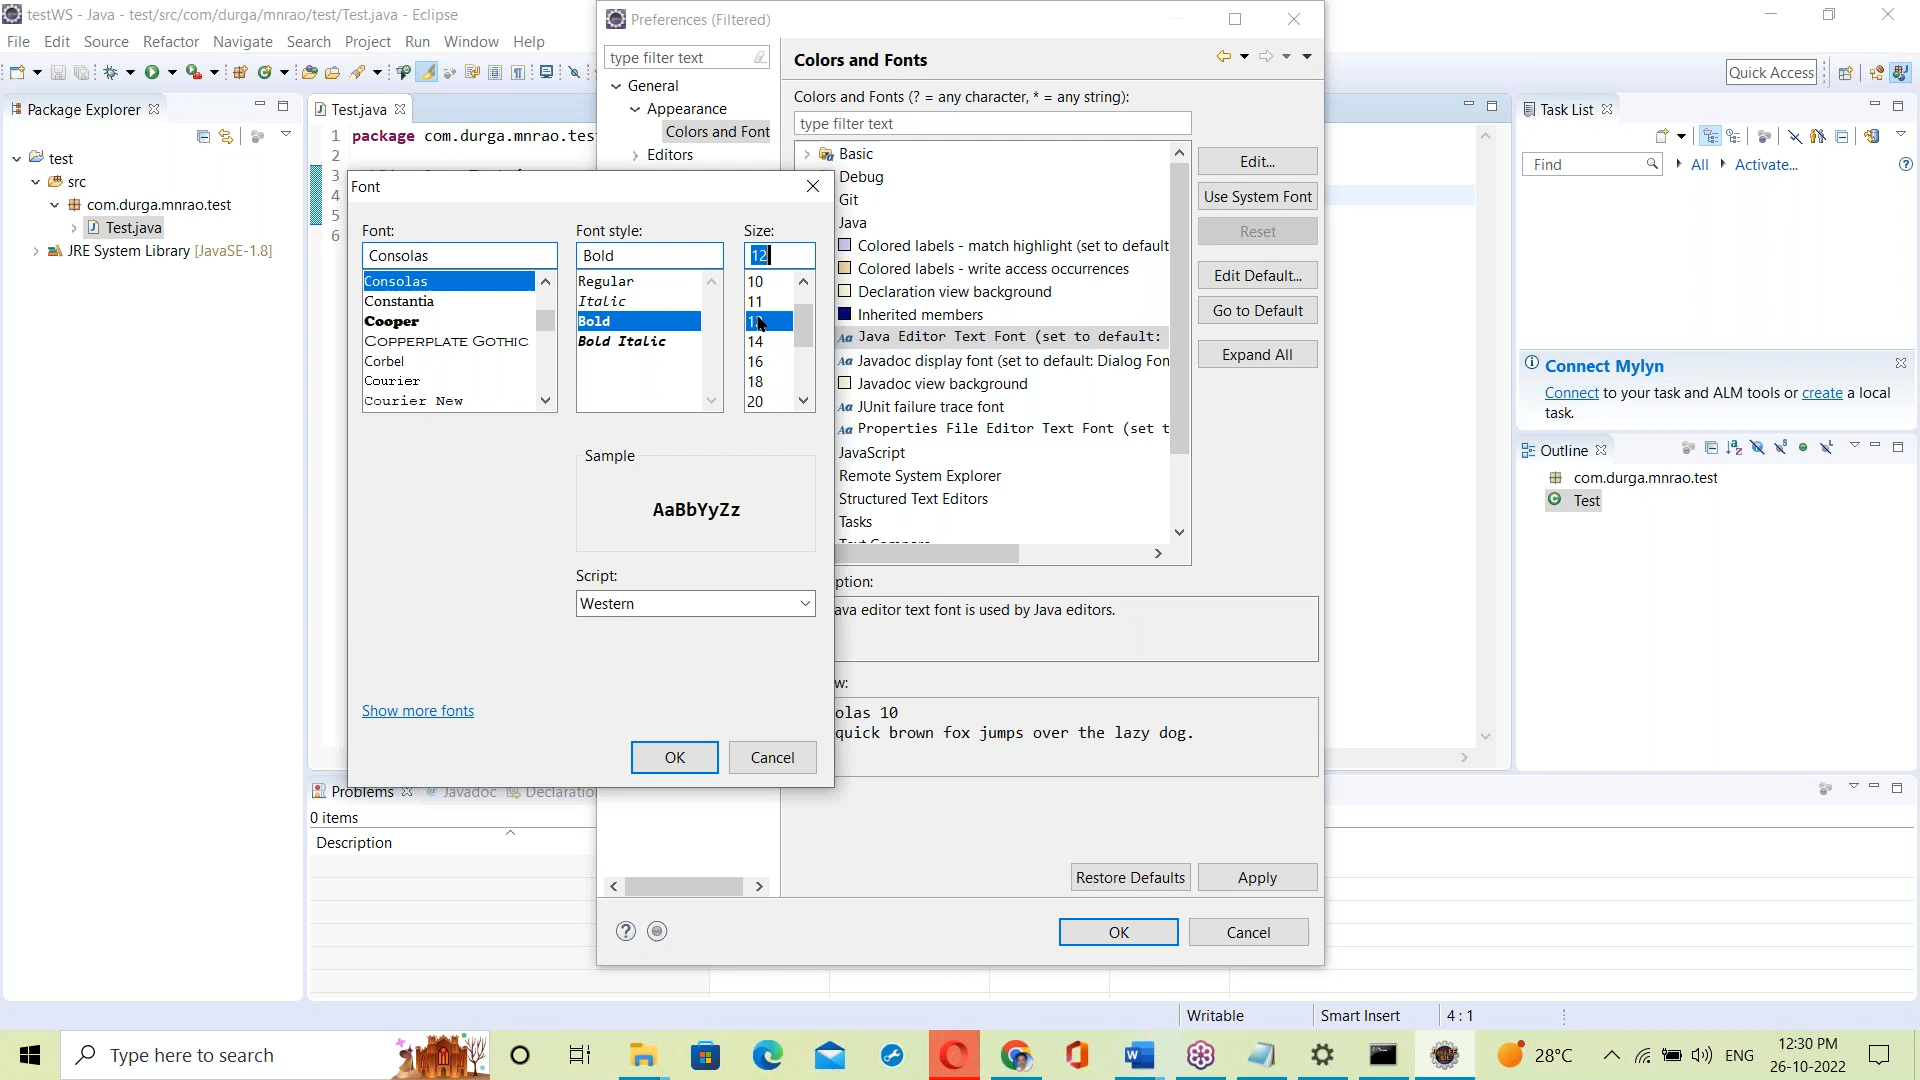 testWS - Java - test/src/com/durga/mnrao/test/Test.java - Eclipse
File Edit Source Refactor Navigate Search Project Run Window Help
Quick Access
Package Explorer
test
src
com.durga.mnrao.test
Test.java
JRE System Library [JavaSE-1.8]
Test.java
1 package com.durga.mnrao.tes
2
3
4
5
6
Preferences (Filtered)
type filter text
General
Appearance
Colors and Font
Editors
Colors and Fonts
Colors and Fonts (? = any character, * = any string):
type filter text
Basic
Debug
Git
Java
Colored labels - match highlight (set to default
Colored labels - write access occurrences
Declaration view background
Inherited members
Aa Java Editor Text Font (set to default:
Aa Javadoc display font (set to default: Dialog Fon
Javadoc view background
Aa JUnit failure trace font
Aa Properties File Editor Text Font (set t
JavaScript
Remote System Explorer
Structured Text Editors
Tasks
Edit...
Use System Font
Reset
Edit Default...
Go to Default
Expand All
ption:
ava editor text font is used by Java editors.
w:
olas 10
quick brown fox jumps over the lazy dog.
Restore Defaults
Apply
OK
Cancel
Font
Font:
Consolas
Consolas
Constantia
Cooper
Copperplate Gothic
Corbel
Courier
Courier New
Font style:
Bold
Regular
Italic
Bold
Bold Italic
Size:
12
10
11
14
16
18
20
Sample
AaBbYyZz
Script:
Western
Show more fonts
OK
Cancel
Task List
Find
All
Activate...
Connect Mylyn
Connect to your task and ALM tools or create a local
task.
Outline
com.durga.mnrao.test
Test
Problems
Javadoc
Declaratio
0 items
Description
Writable
Smart Insert
4 : 1
Type here to search
28°C
ENG
12:30 PM
26-10-2022